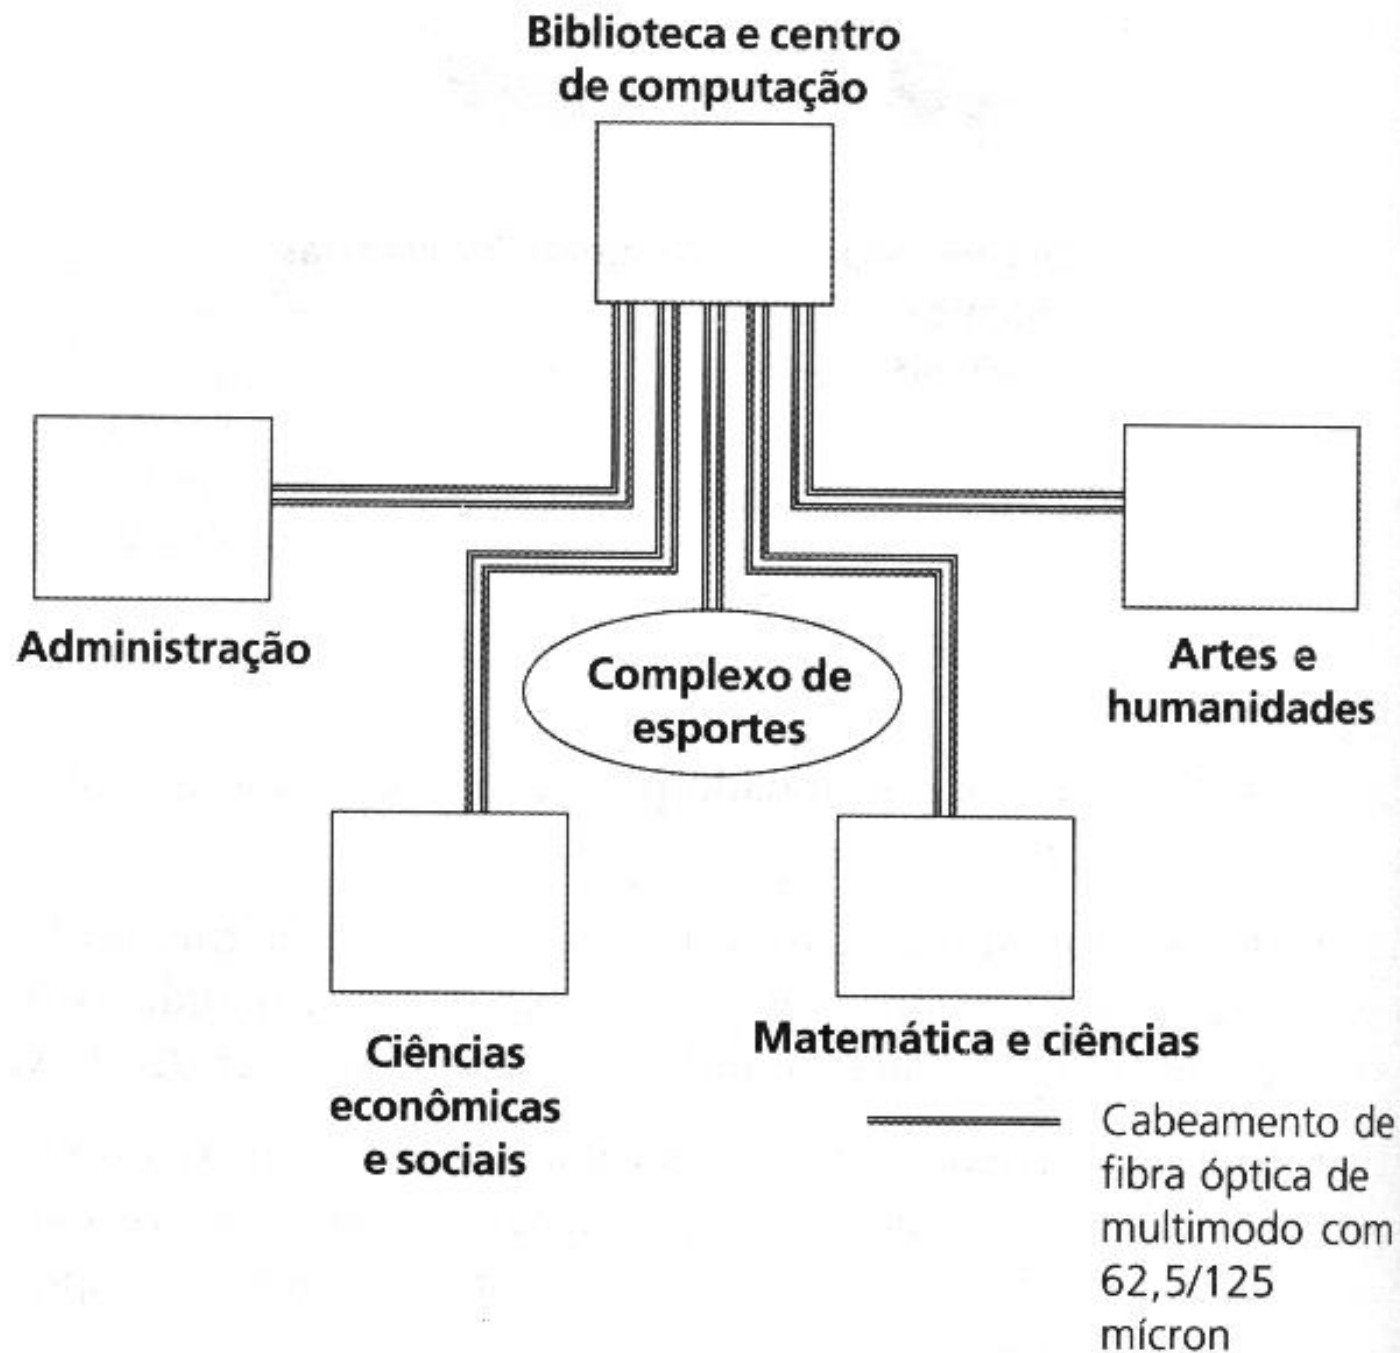 Biblioteca e centro
de computação
Administração
Complexo de
esportes
Artes e
humanidades
Ciências
econômicas
e sociais
Matemática e ciências
Cabeamento de
fibra óptica de
multimodo com
62,5/125
mícron